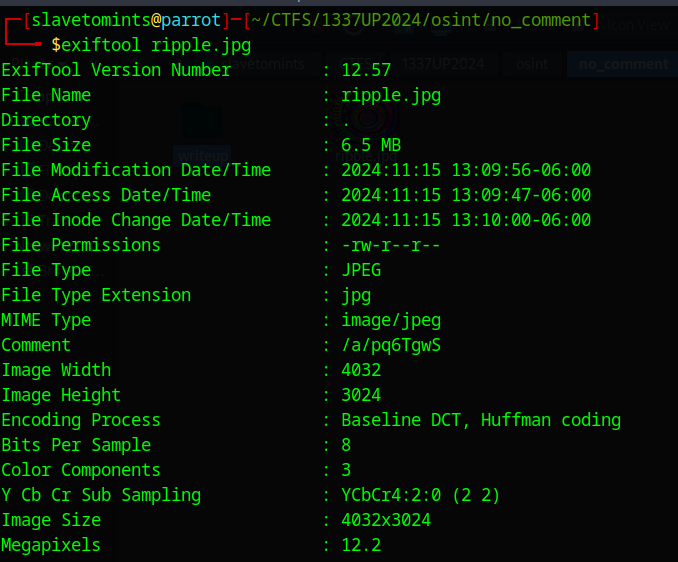 ┌─[slavetomints@parrot]─[~/CTFS/1337UP2024/osint/no_comment]
└──╼ $exiftool ripple.jpg
ExifTool Version Number : 12.57
File Name : ripple.jpg
Directory : .
File Size : 6.5 MB
File Modification Date/Time : 2024:11:15 13:09:56-06:00
File Access Date/Time : 2024:11:15 13:09:47-06:00
File Inode Change Date/Time : 2024:11:15 13:10:00-06:00
File Permissions : -rw-r--r--
File Type : JPEG
File Type Extension : jpg
MIME Type : image/jpeg
Comment : /a/pq6TgwS
Image Width : 4032
Image Height : 3024
Encoding Process : Baseline DCT, Huffman coding
Bits Per Sample : 8
Color Components : 3
Y Cb Cr Sub Sampling : YCbCr4:2:0 (2 2)
Image Size : 4032x3024
Megapixels : 12.2